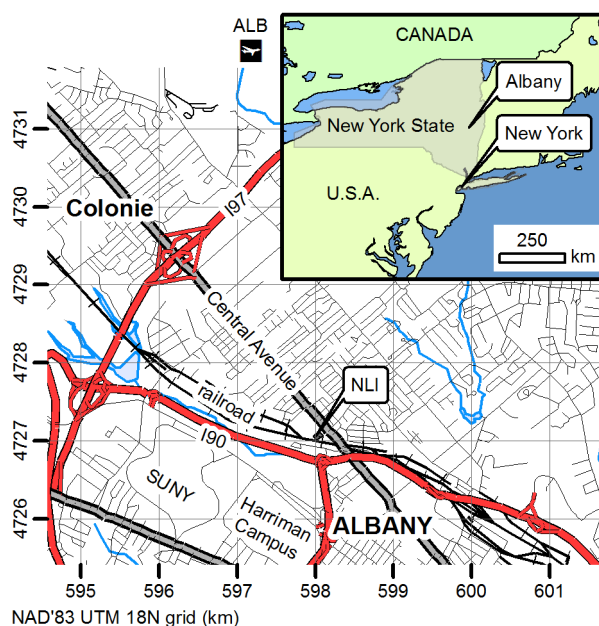 ALB
CANADA
Albany
New York State
New York
U.S.A.
250
km
4731
4730
4729
4728
4727
4726
Colonie
I97
Central Avenue
NLI
railroad
I90
SUNY
Harriman
Campus
ALBANY
595 596 597 598 599 600 601
NAD'83 UTM 18N grid (km)